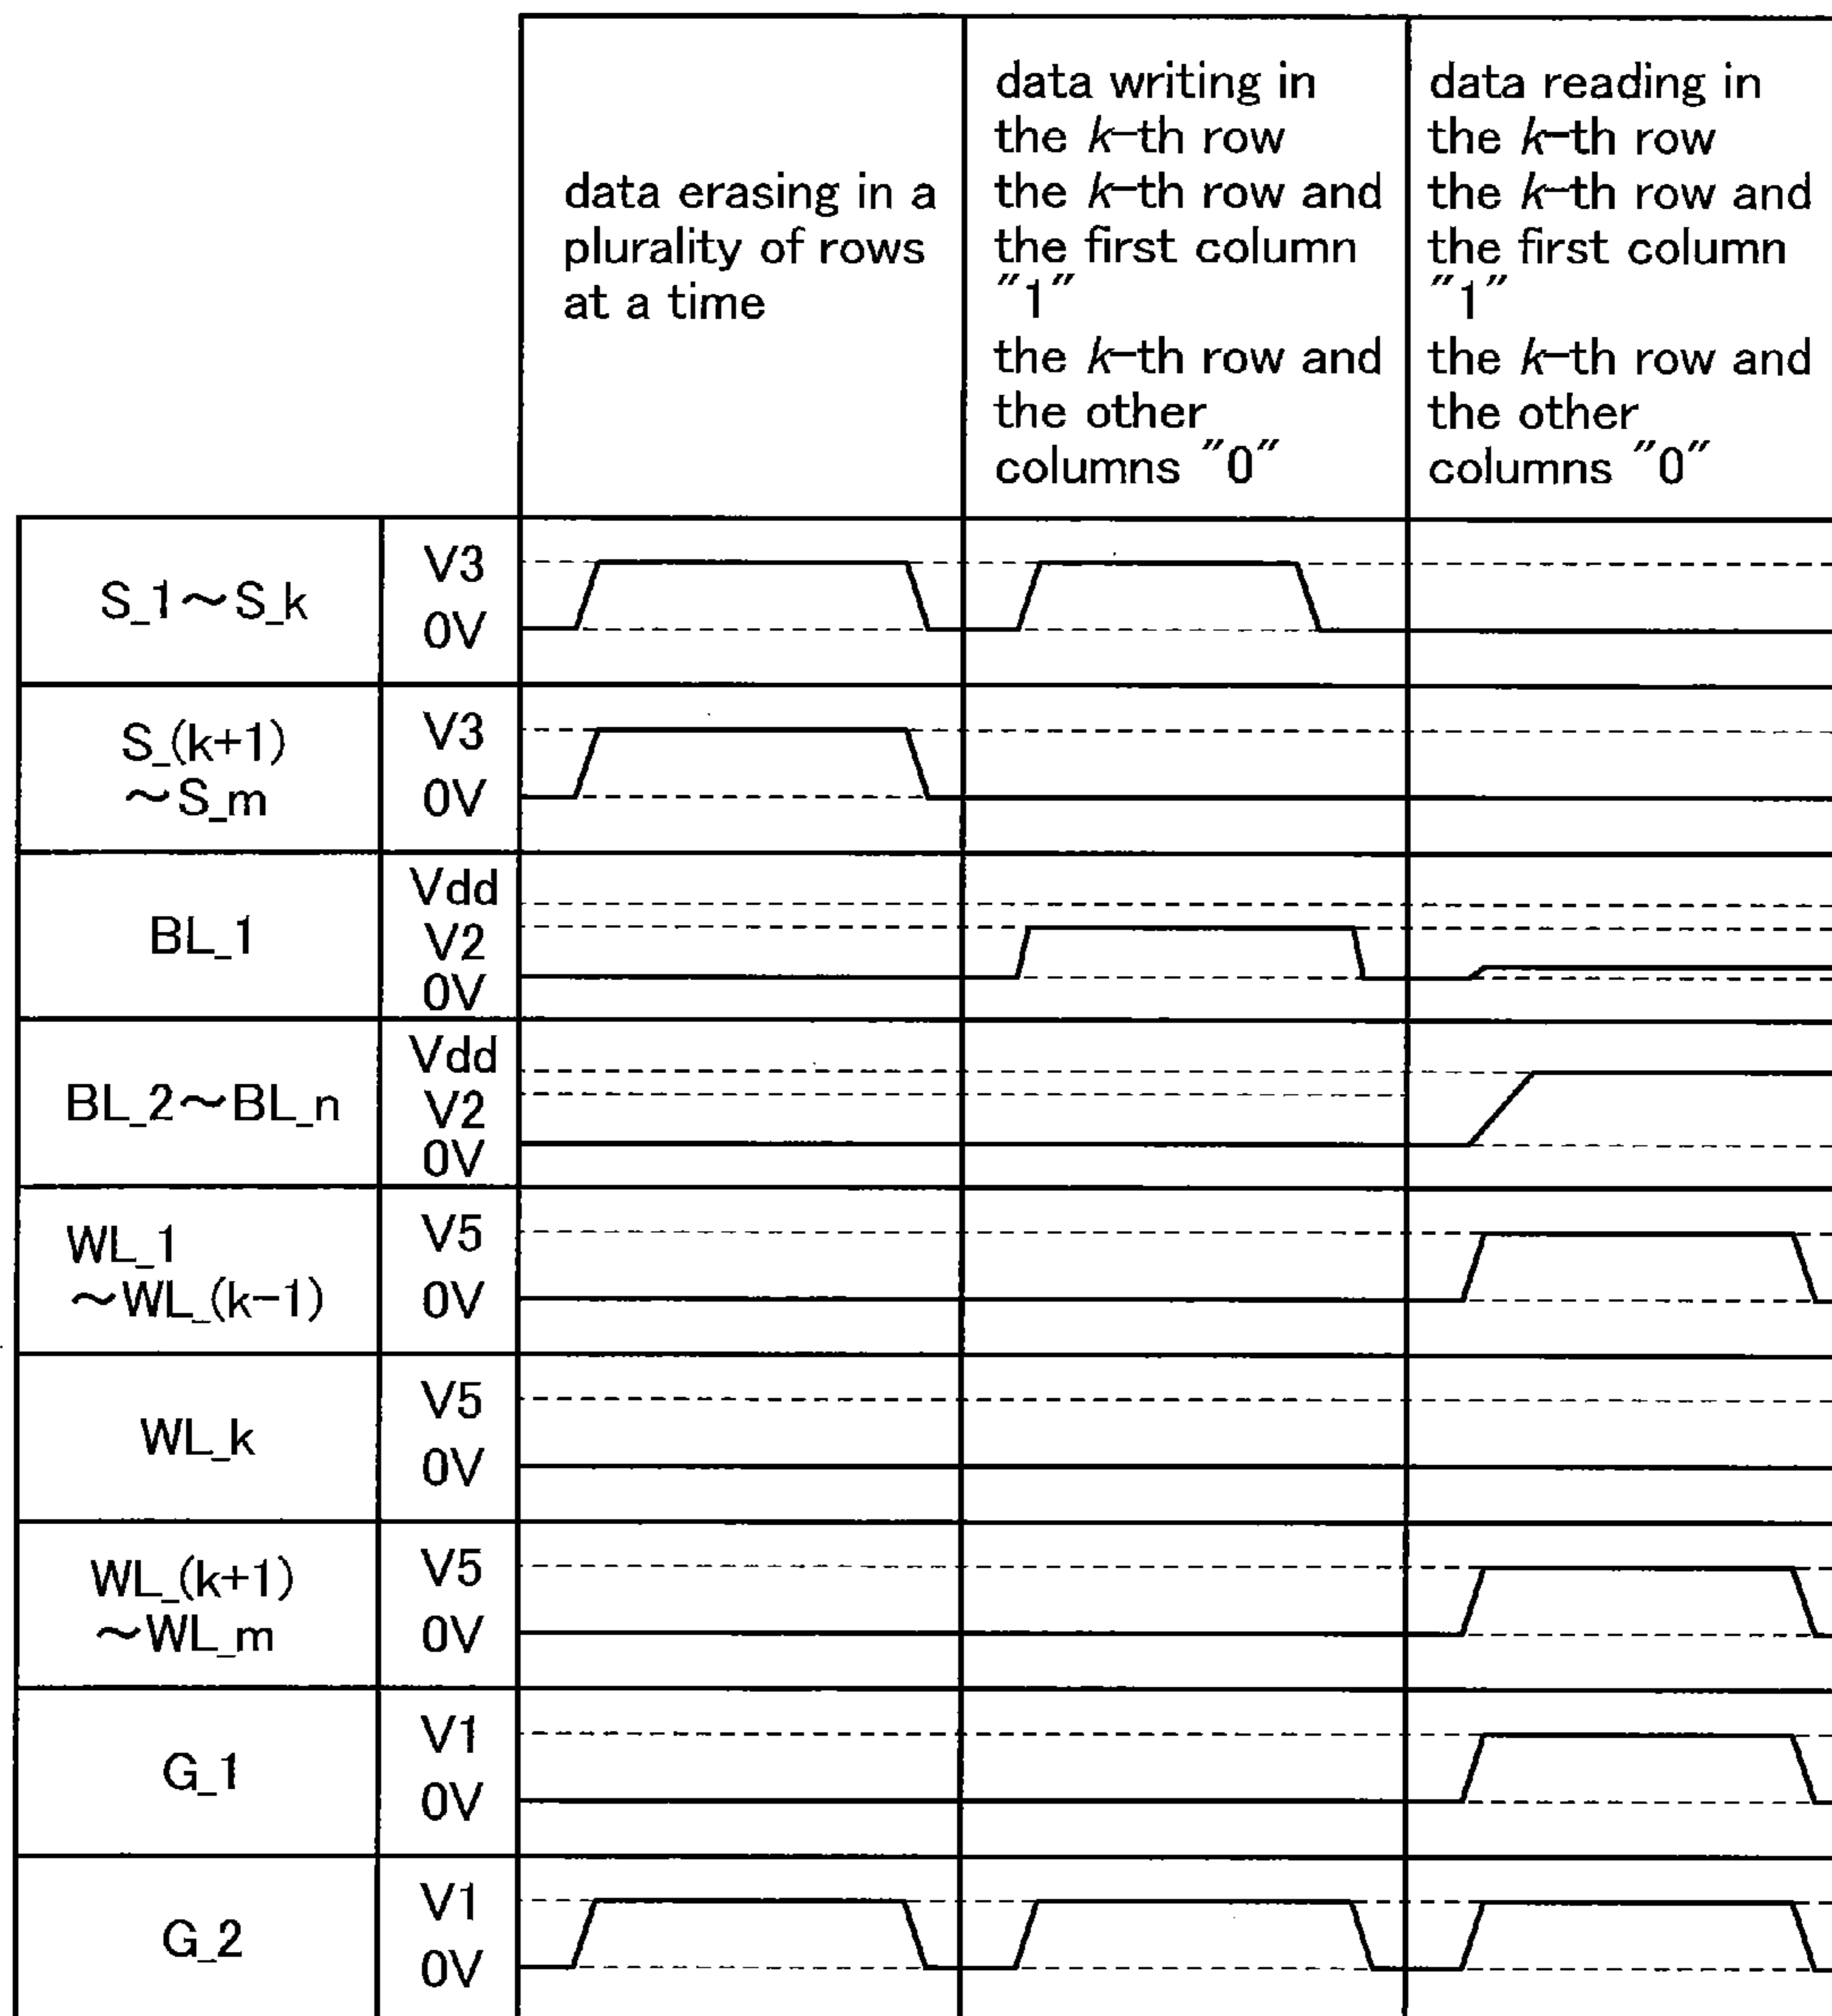 data erasing in a
plurality of rows
at a time
data writing in
the k-th row
the k-th row and
the first column
"1"
the k-th row and
the other
columns "0"
data reading in
the k-th row
the k-th row and
the first column
"1"
the k-th row and
the other
columns "0"
S_1～S_k
V3
0V
S_(k+1)
～S_m
V3
0V
BL_1
Vdd
V2
0V
BL_2～BL_n
Vdd
V2
0V
WL_1
～WL_(k-1)
V5
0V
WL_k
V5
0V
WL_(k+1)
～WL_m
V5
0V
G_1
V1
0V
G_2
V1
0V